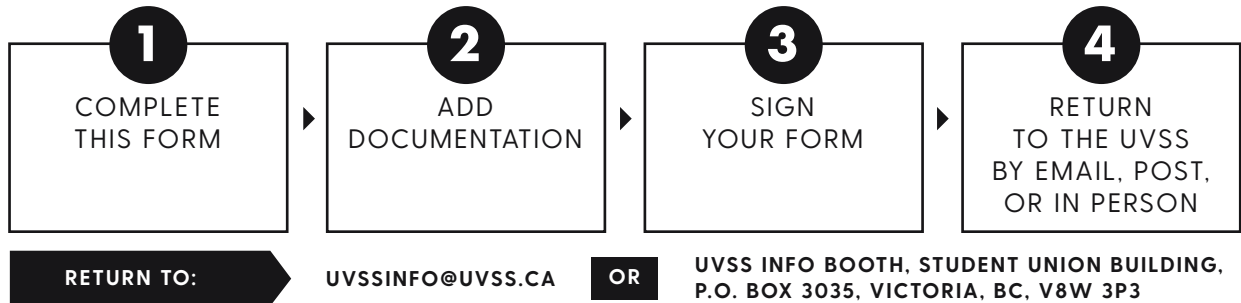 1
COMPLETE
THIS FORM
2
ADD
DOCUMENTATION
3
SIGN
YOUR FORM
4
RETURN
TO THE UVSS
BY EMAIL, POST,
OR IN PERSON
RETURN TO:
UVSSINFO@UVSS.CA
OR
UVSS INFO BOOTH, STUDENT UNION BUILDING,
P.O. BOX 3035, VICTORIA, BC, V8W 3P3